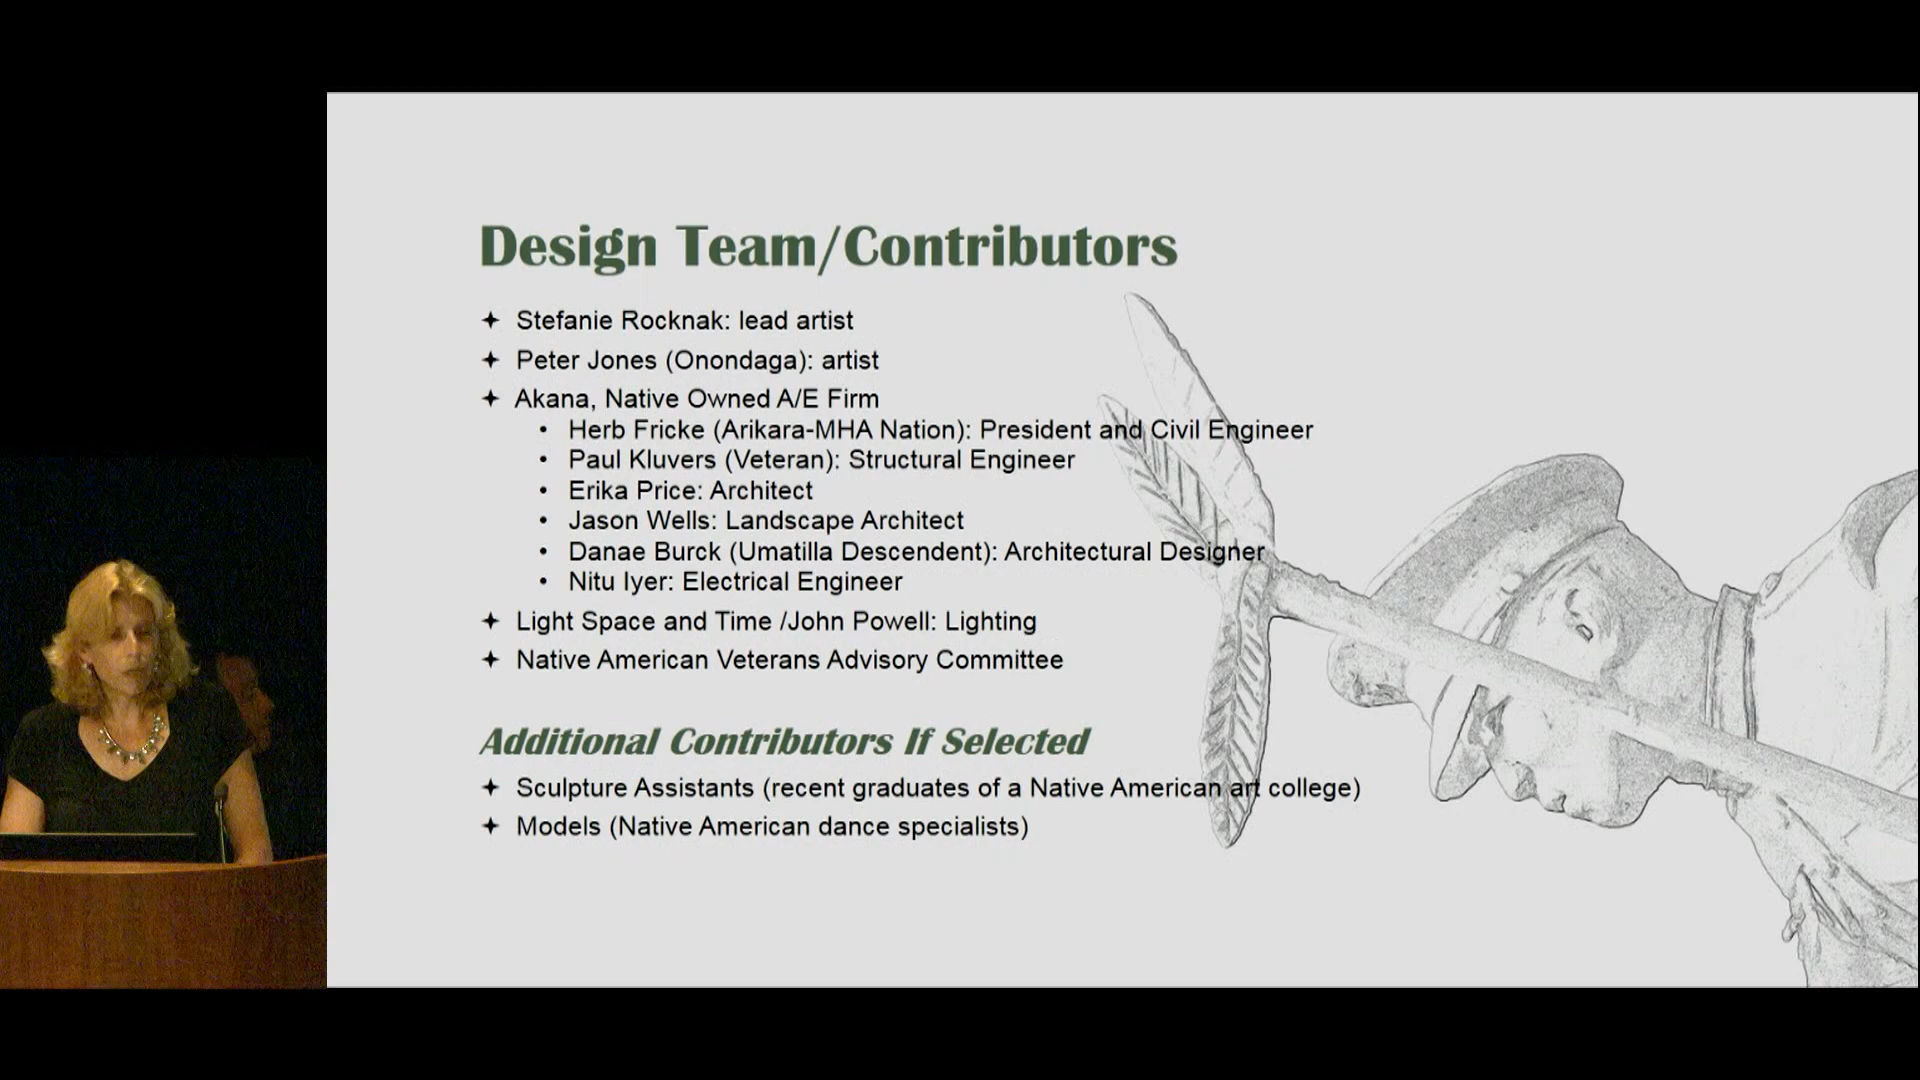 Design Team/Contributors
Stefanie Rocknak: lead artist
Peter Jones (Onondaga): artist
Akana, Native Owned A/E Firm
Herb Fricke (Arikara-MHA Nation): President and Civil Engineer
Paul Kluvers (Veteran): Structural Engineer
Erika Price: Architect
Jason Wells: Landscape Architect
Danae Burck (Umatilla Descendent): Architectural Designer
Nitu Iyer: Electrical Engineer
Light Space and Time /John Powell: Lighting
Native American Veterans Advisory Committee
Additional Contributors If Selected
Sculpture Assistants (recent graduates of a Native American art college)
Models (Native American dance specialists)